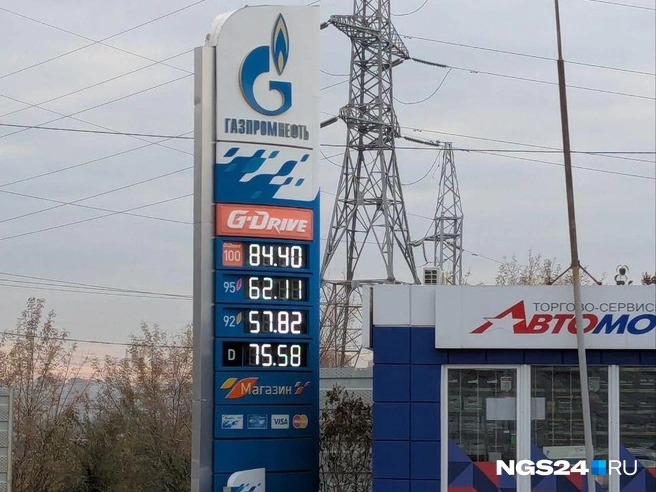 ГАЗПРОМНЕФТЬ
G-DRIVE
G-DRIVE 100 84.40
95 62.
92 57.82
D 75.58
Магазин
VISA
ТОРГОВО-СЕРВИС
АВТОМО
NGS24.RU